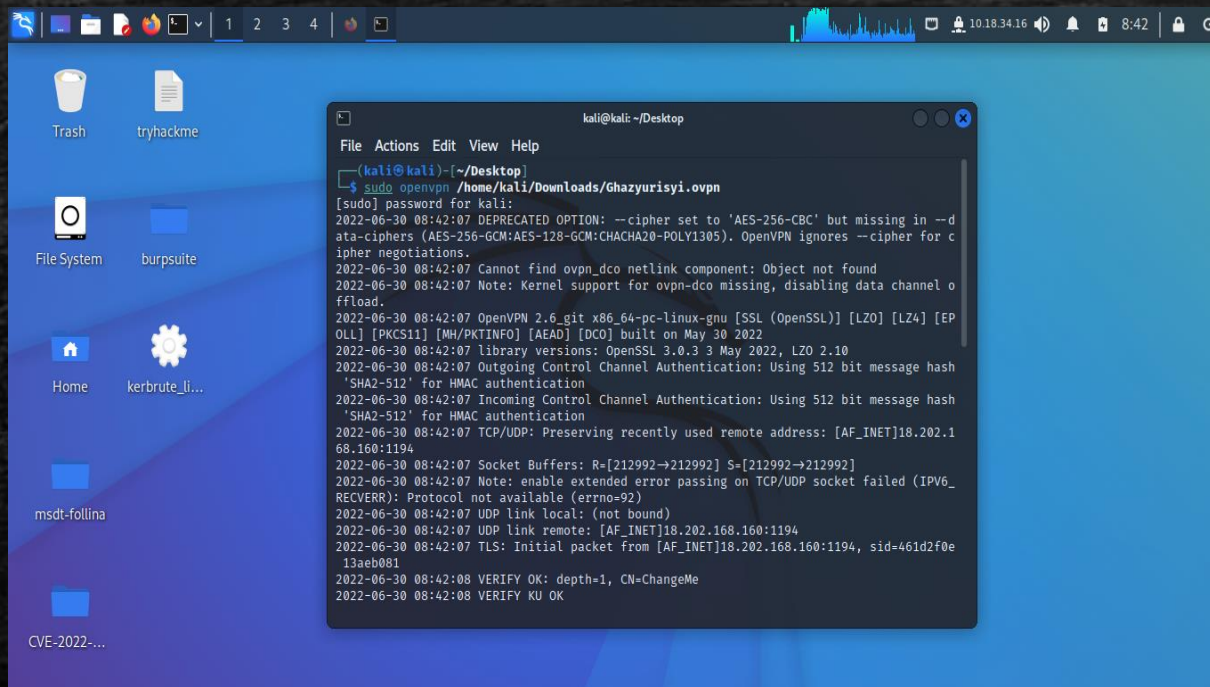 1 2 3 4
10.18.34.16
8:42
Trash
tryhackme
File System
burpsuite
Home
kerbrute_li...
msdt-follina
CVE-2022-...
kali@kali: ~/Desktop
File Actions Edit View Help
┌──(kali㉿kali)-[~/Desktop]
└─$ sudo openvpn /home/kali/Downloads/Ghazyurisyi.ovpn
[sudo] password for kali:
2022-06-30 08:42:07 DEPRECATED OPTION: --cipher set to 'AES-256-CBC' but missing in --d
ata-ciphers (AES-256-GCM:AES-128-GCM:CHACHA20-POLY1305). OpenVPN ignores --cipher for c
ipher negotiations.
2022-06-30 08:42:07 Cannot find ovpn_dco netlink component: Object not found
2022-06-30 08:42:07 Note: Kernel support for ovpn-dco missing, disabling data channel o
ffload.
2022-06-30 08:42:07 OpenVPN 2.6_git x86_64-pc-linux-gnu [SSL (OpenSSL)] [LZO] [LZ4] [EP
OLL] [PKCS11] [MH/PKTINFO] [AEAD] [DCO] built on May 30 2022
2022-06-30 08:42:07 library versions: OpenSSL 3.0.3 3 May 2022, LZO 2.10
2022-06-30 08:42:07 Outgoing Control Channel Authentication: Using 512 bit message hash
 'SHA2-512' for HMAC authentication
2022-06-30 08:42:07 Incoming Control Channel Authentication: Using 512 bit message hash
 'SHA2-512' for HMAC authentication
2022-06-30 08:42:07 TCP/UDP: Preserving recently used remote address: [AF_INET]18.202.1
68.160:1194
2022-06-30 08:42:07 Socket Buffers: R=[212992→212992] S=[212992→212992]
2022-06-30 08:42:07 Note: enable extended error passing on TCP/UDP socket failed (IPV6_
RECVERR): Protocol not available (errno=92)
2022-06-30 08:42:07 UDP link local: (not bound)
2022-06-30 08:42:07 UDP link remote: [AF_INET]18.202.168.160:1194
2022-06-30 08:42:07 TLS: Initial packet from [AF_INET]18.202.168.160:1194, sid=461d2f0e
 13aeb081
2022-06-30 08:42:08 VERIFY OK: depth=1, CN=ChangeMe
2022-06-30 08:42:08 VERIFY KU OK